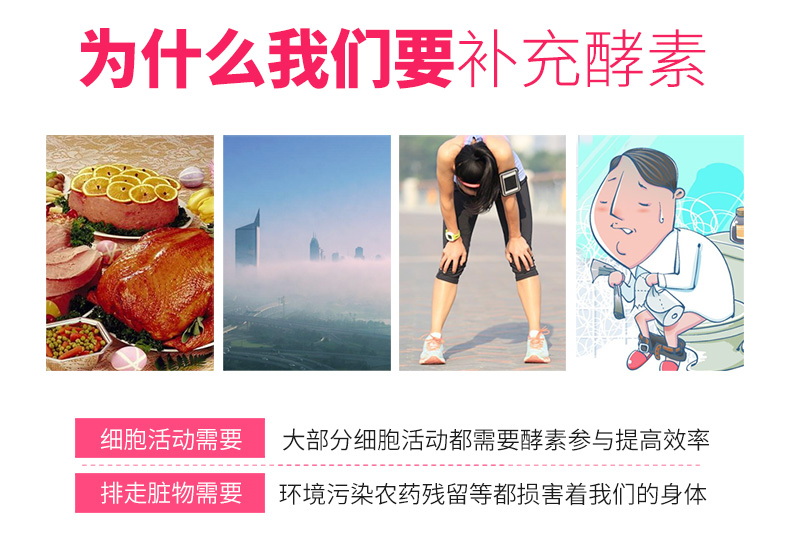 为什么我们要补充酵素
细胞活动需要 大部分细胞活动都需要酵素参与提高效率
排走脏物需要 环境污染农药残留等都损害着我们的身体